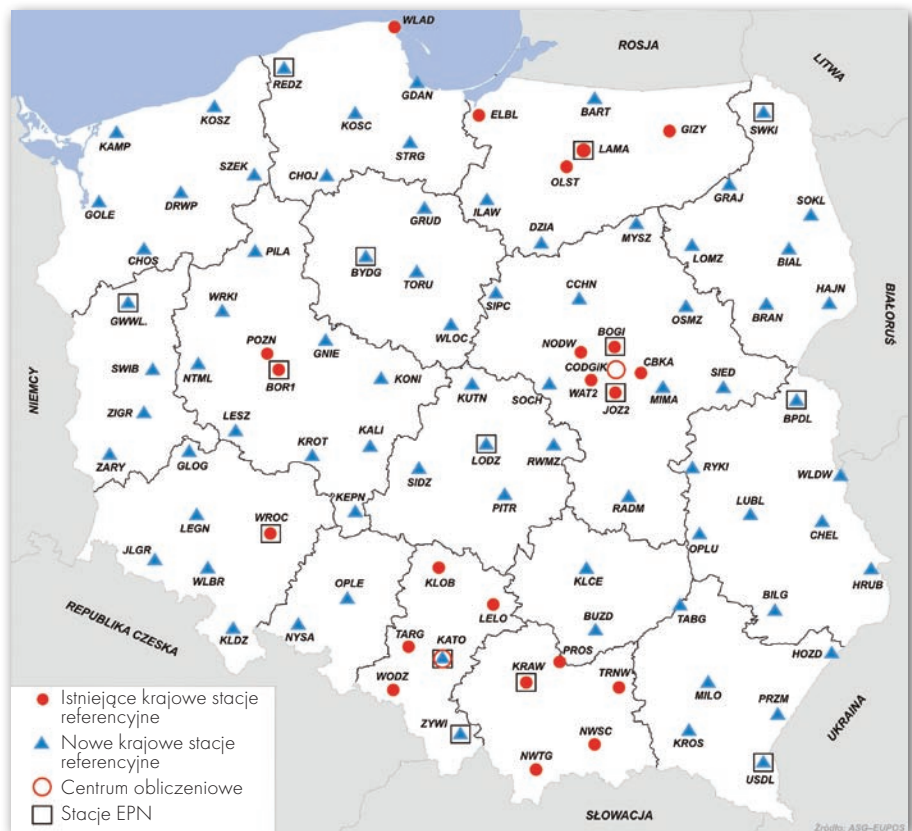 WLAD
ROSJA
LITWA
REDZ
GDAN
KOSZ
KOSC
ELBL
BART
SWKI
KAMP
GIZY
STRG
LAMA
SZEK
CHOJ
OLST
GRAJ
GOLE
DRWP
ILAW
SOKL
GRUD
DZIA
MYSZ
CHOS
PILA
BYDG
LOMZ
BIAL
TORU
SIPC
CCHN
HAJN
GWWL.
WRKI
OSMZ
BRAN
BIAŁORUŚ
POZN
GNIE
WLOC
NODW
BOGI
CBKA
SWIB
NTML
BOR1
KONI
CODGiK
SIED
NIEMCY
KUTN
SOCH
WAT2
JOZ2
MIMA
ZIGR
LESZ
KALI
BPDL
ZARY
GLOG
KROT
LODZ
RWMZ
SIDZ
RYKI
WLDW
KEPN
PITR
RADM
LUBL
LEGN
WROC
CHEL
JLGR
OPLU
WLBR
KLOB
KLCE
HRUB
OPLE
REPUBLIKA CZESKA
LELO
BUZD
TABG
BILG
KLDZ
NYSA
TARG
KATO
PROS
HOZD
WODZ
KRAW
TRNW
MILO
PRZM
UKRAINA
ZYWI
NWSC
KROS
NWTG
USDL
SŁOWACJA
Istniejące krajowe stacje
referencyjne
Nowe krajowe stacje
referencyjne
Centrum obliczeniowe
Stacje EPN
Źródło: ASG-EUPOS